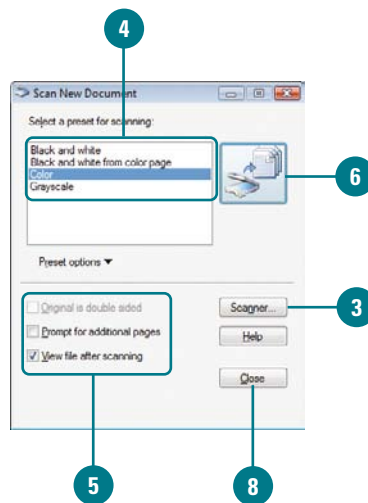 4
Scan New Document
Select a preset for scanning:
Black and white
Black and white from color page
Color
Grayscale
6
Preset options ▼
Original is double sided
Scanner...
3
Prompt for additional pages
Help
View file after scanning
Close
5
8